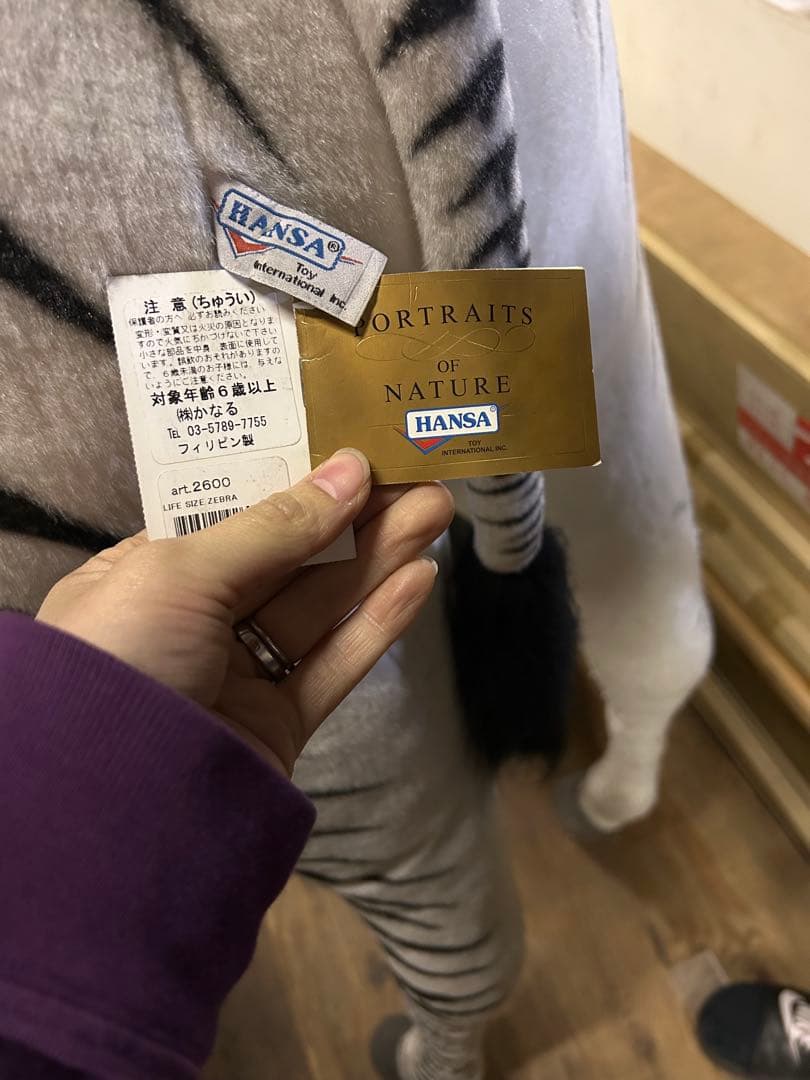 HANSA®
Toy
International Inc.
注 意 (ちゅうい)
保護者の方へ 必ずお読みください
変形・変質又は火災の原因となりま
すので火気にちかづけないで下さい
小さな部品を中身、表面に使用して
います。誤飲のおそれがありますの
で、6歳未満のお子様には、与えな
いようにご注意ください。
対象年齢6歳以上
㈱かなる
TEL 03-5789-7755
フィリピン製
art.2600
LIFE SIZE ZEBRA
PORTRAITS
OF
NATURE
HANSA®
TOY
INTERNATIONAL INC.